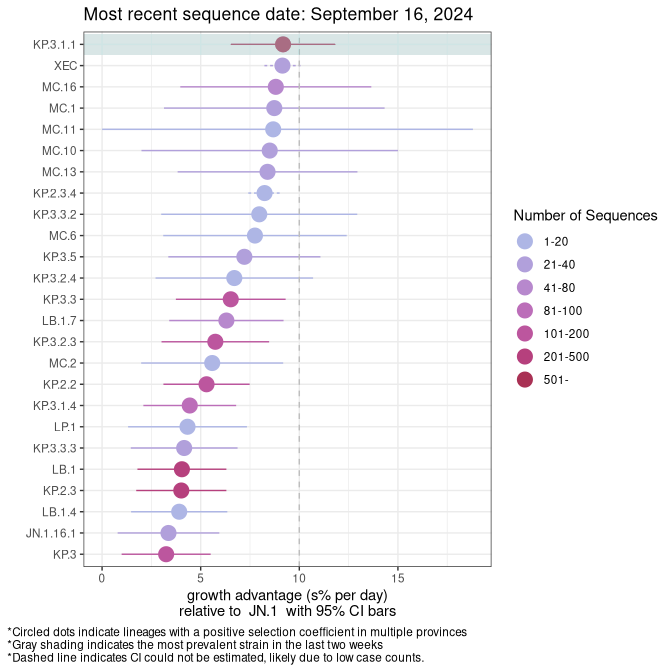 Most recent sequence date: September 16, 2024
KP.3.1.1
XEC
MC.16
MC.1
MC.11
MC.10
MC.13
KP.2.3.4
KP.3.3.2
MC.6
KP.3.5
KP.3.2.4
KP.3.3
LB.1.7
KP.3.2.3
MC.2
KP.2.2
KP.3.1.4
LP.1
KP.3.3.3
LB.1
KP.2.3
LB.1.4
JN.1.16.1
KP.3
0 5 10 15
growth advantage (s% per day)
relative to JN.1 with 95% CI bars
Number of Sequences
1-20
21-40
41-80
81-100
101-200
201-500
501-
*Circled dots indicate lineages with a positive selection coefficient in multiple provinces
*Gray shading indicates the most prevalent strain in the last two weeks
*Dashed line indicates CI could not be estimated, likely due to low case counts.